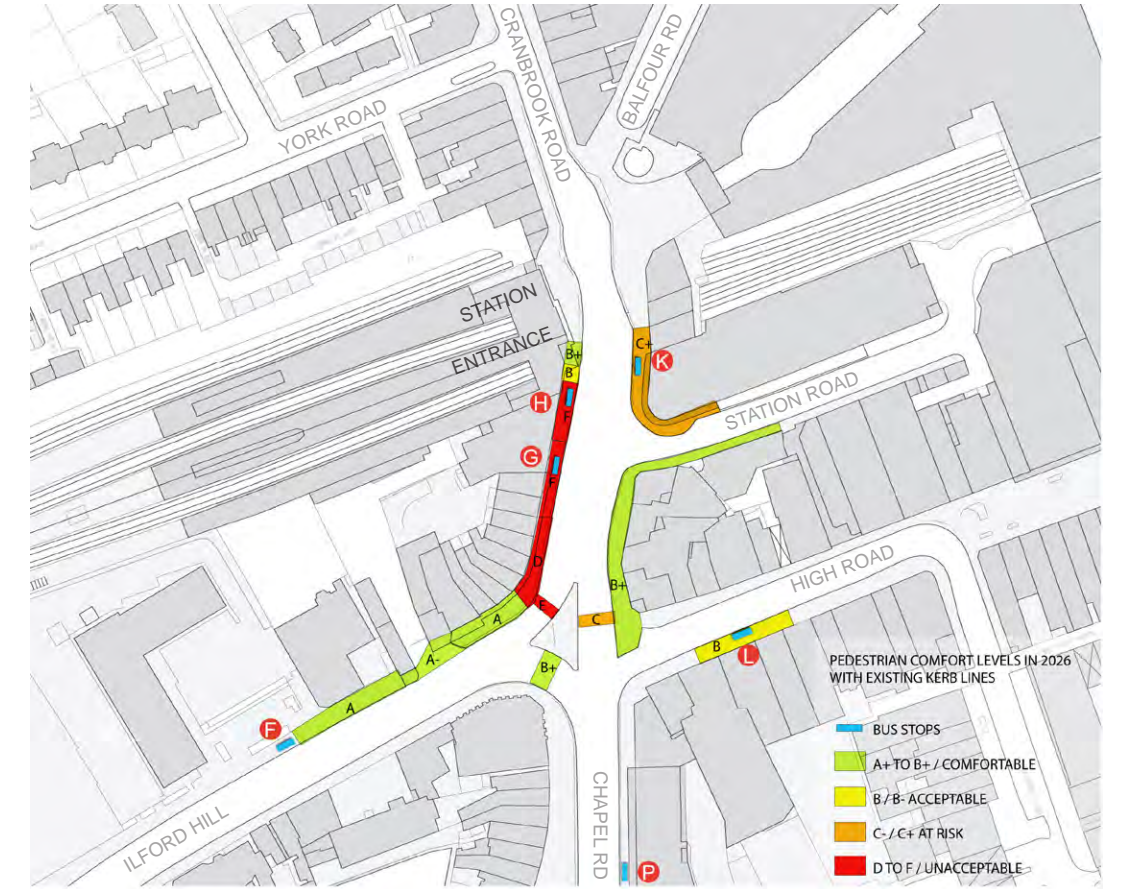 CRANBROOK ROAD
BALFOUR RD
YORK ROAD
STATION
ENTRANCE
B+
B
C+
K
H
F
STATION ROAD
G
F
D
E
B+
HIGH ROAD
A
C
A-
B+
B
L
A
F
PEDESTRIAN COMFORT LEVELS IN 2026
WITH EXISTING KERB LINES
BUS STOPS
A+ TO B+ / COMFORTABLE
B / B- ACCEPTABLE
C- / C+ AT RISK
D TO F / UNACCEPTABLE
ILFORD HILL
CHAPEL RD
P